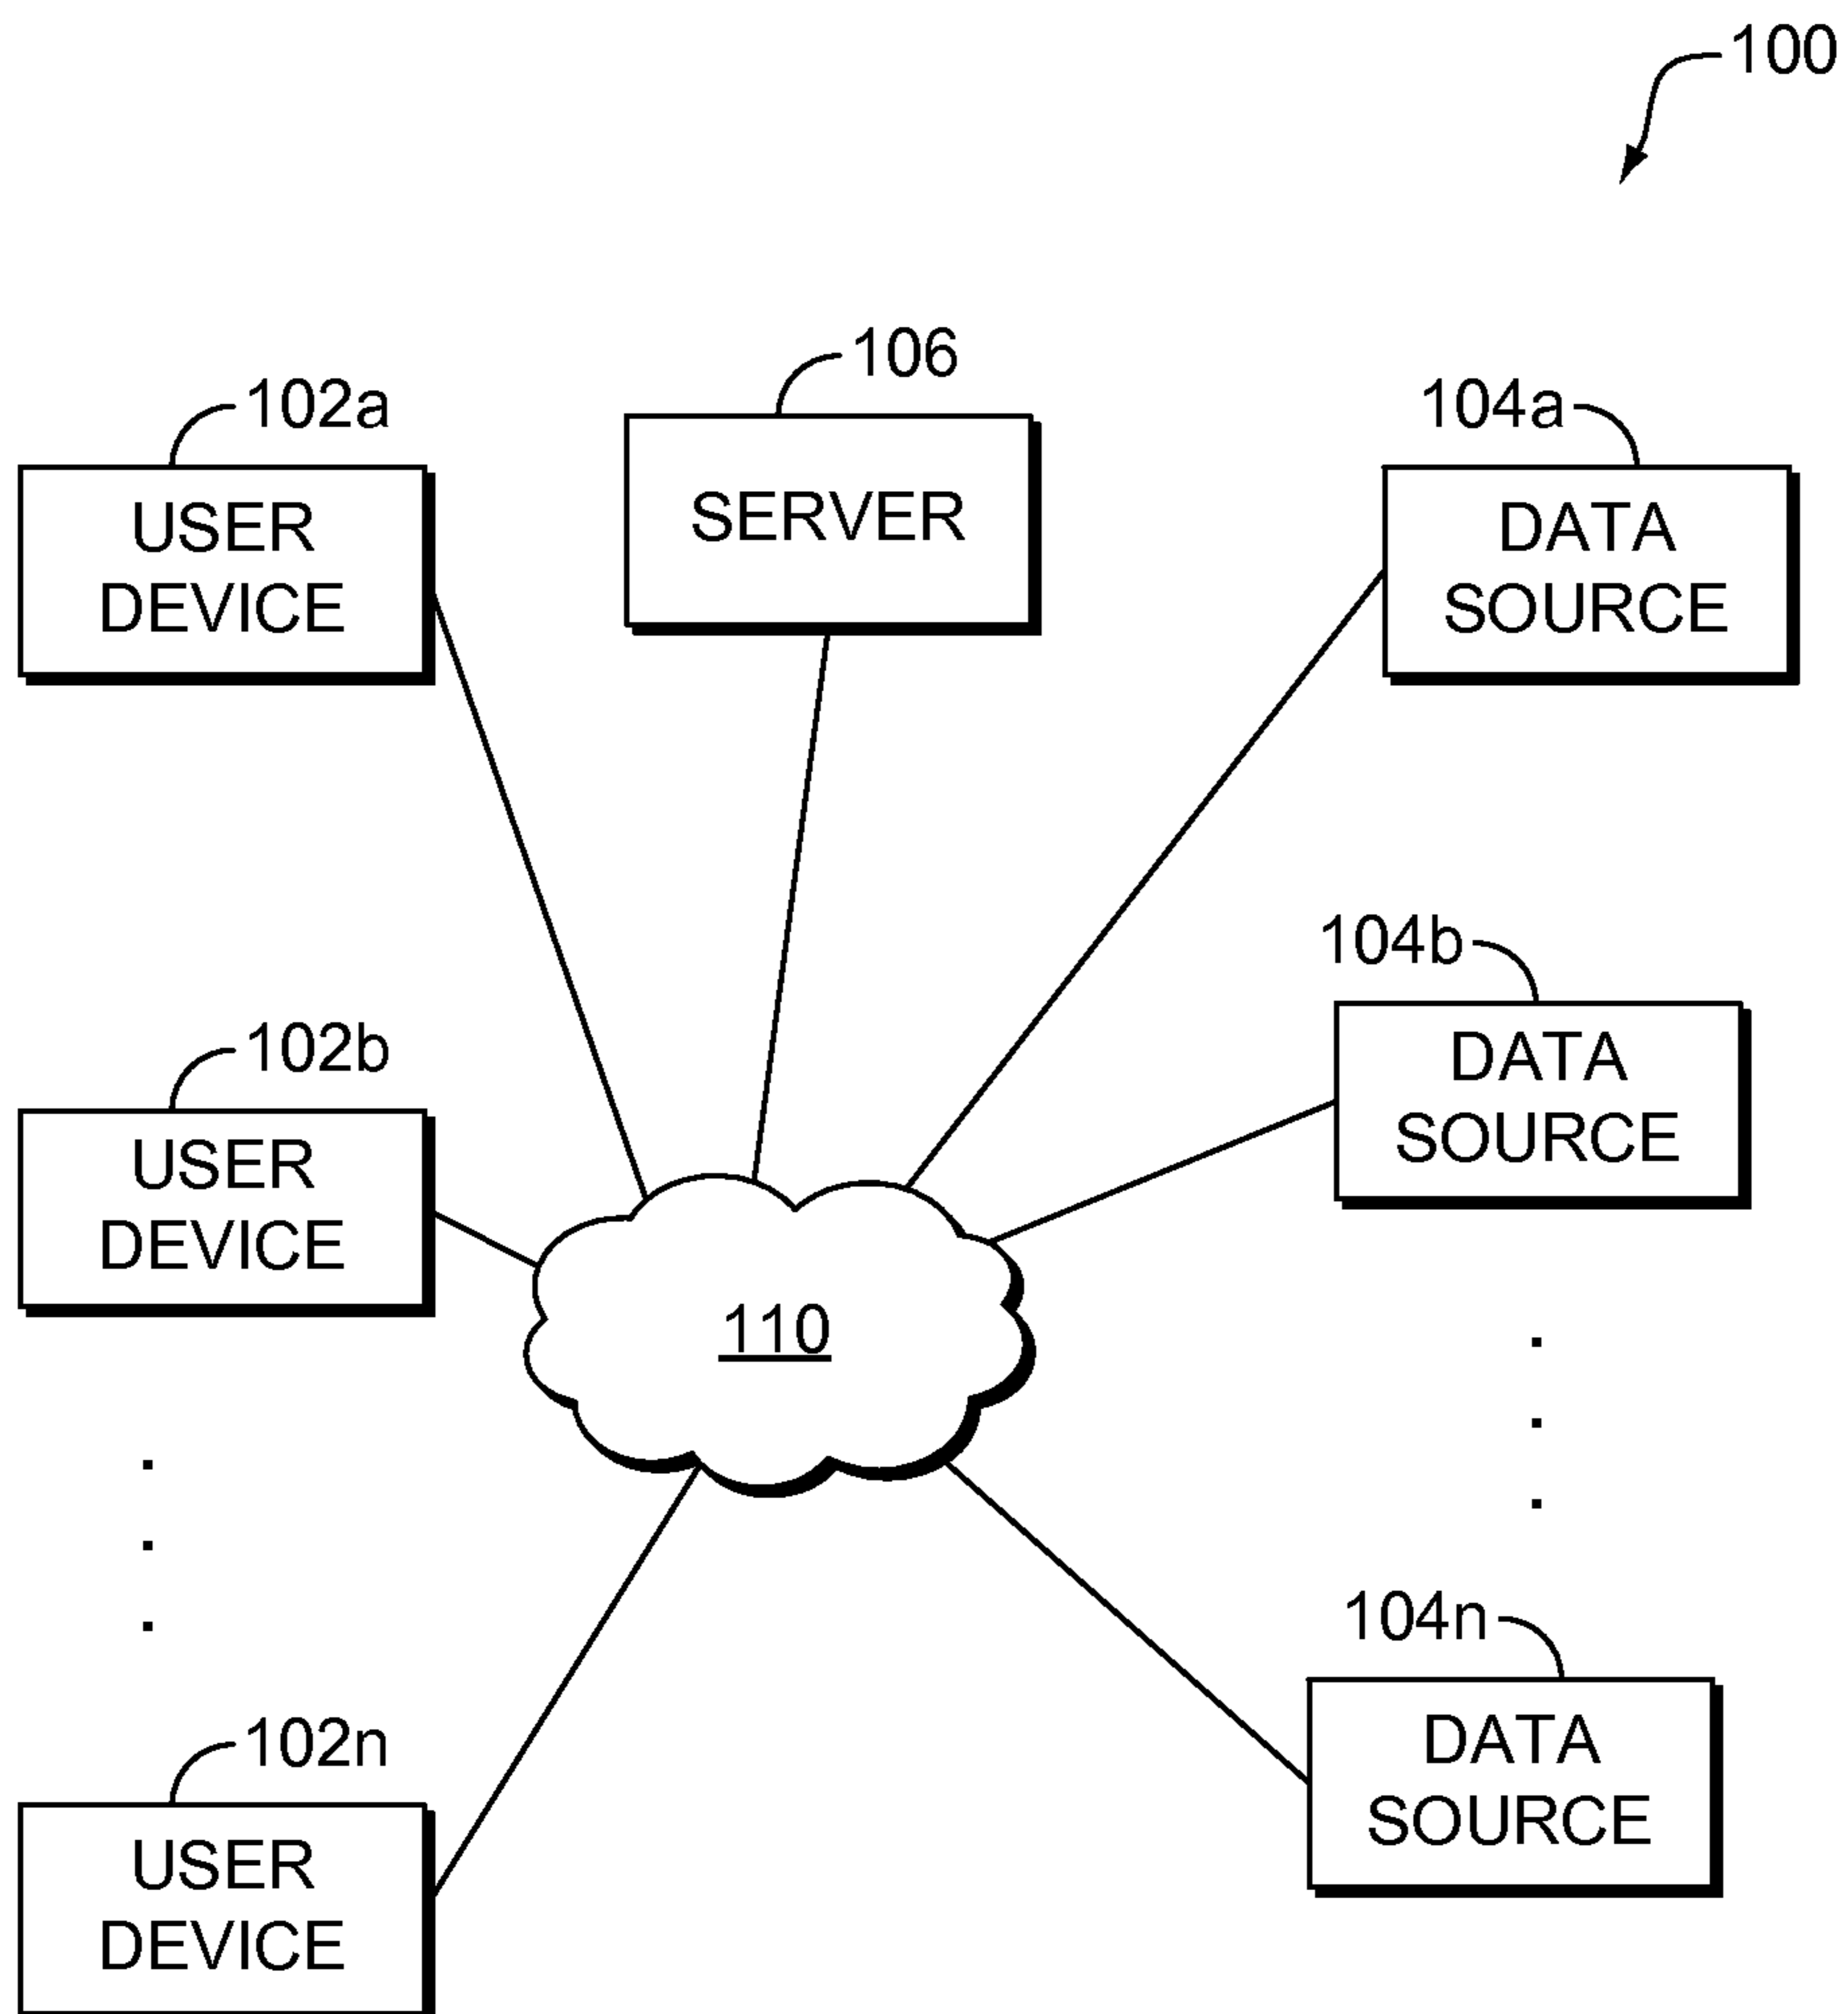 100
106
102a
104a
USER
DEVICE
SERVER
DATA
SOURCE
104b
102b
DATA
SOURCE
USER
DEVICE
110
104n
102n
DATA
SOURCE
USER
DEVICE